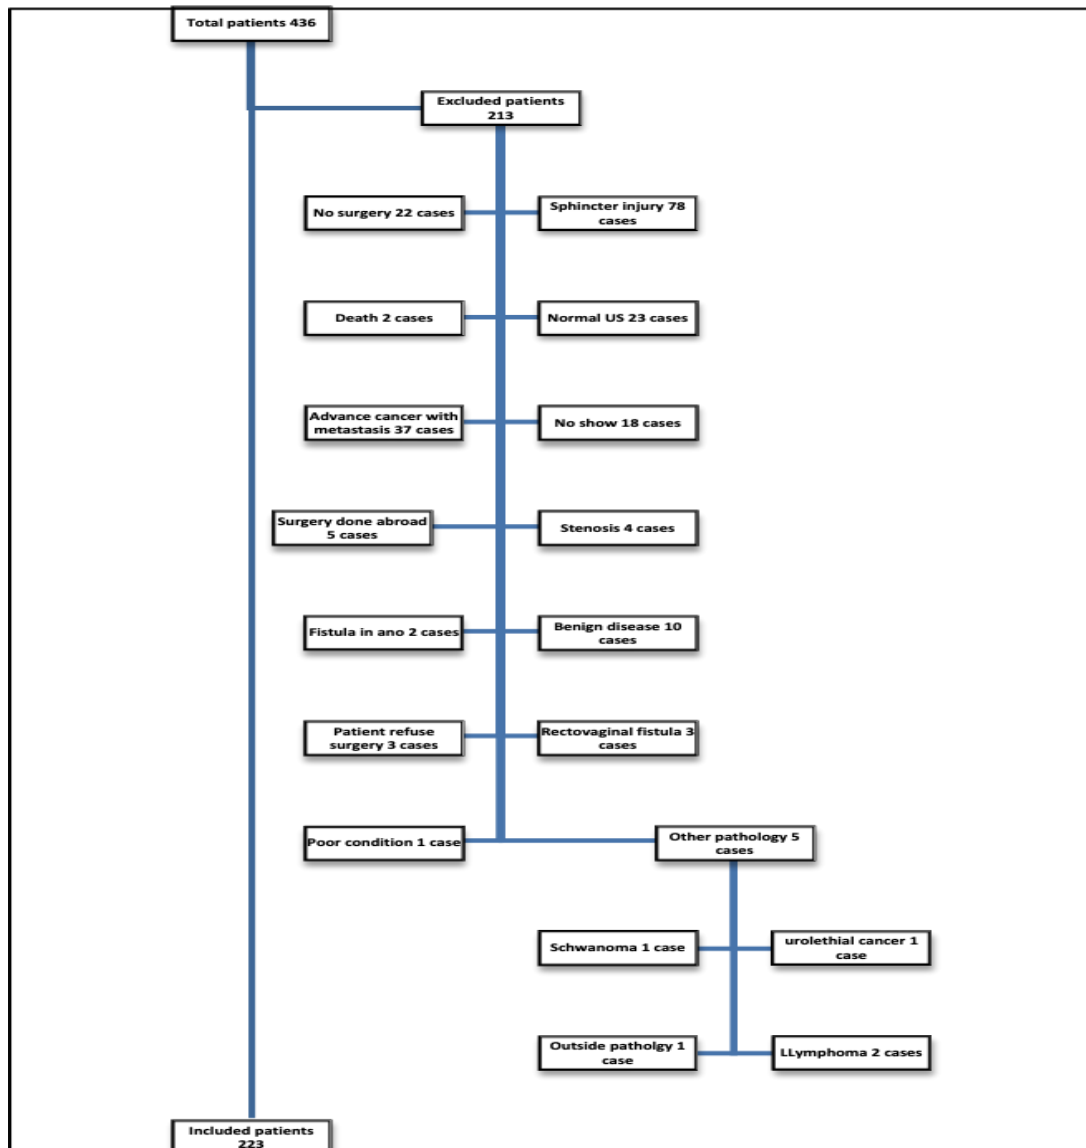 Total patients 436
Excluded patients
213
No surgery 22 cases
Sphincter injury 78
cases
Death 2 cases
Normal US 23 cases
Advance cancer with
metastasis 37 cases
No show 18 cases
Surgery done abroad
5 cases
Stenosis 4 cases
Fistula in ano 2 cases
Benign disease 10
cases
Patient refuse
surgery 3 cases
Rectovaginal fistula 3
cases
Poor condition 1 case
Other pathology 5
cases
Schwanoma 1 case
urolethial cancer 1
case
Outside patholgy 1
case
LLymphoma 2 cases
Included patients
223